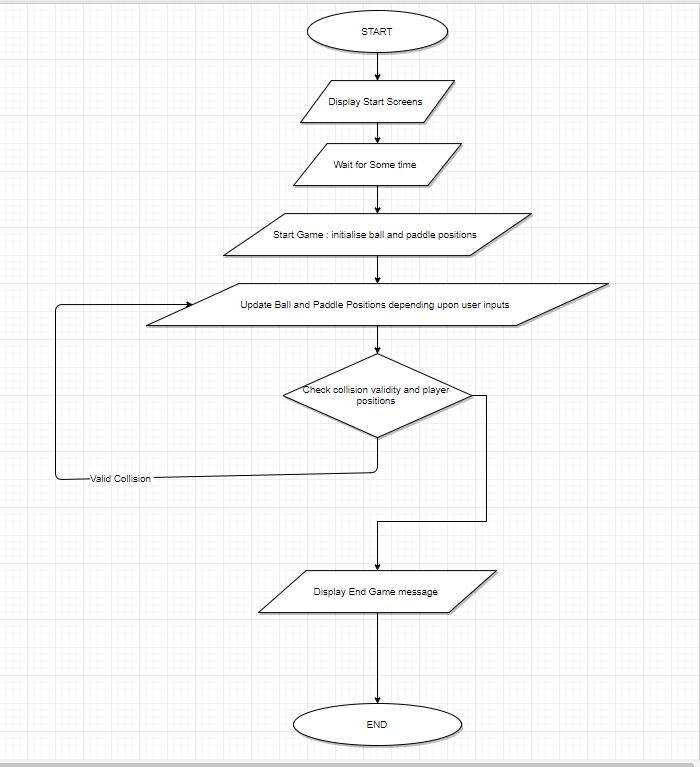 START
Display Start Screens
Wait for Some time
Start Game : initialise ball and paddle positions
Update Ball and Paddle Positions depending upon user inputs
Check collision validity and player
positions
Valid Collision
Display End Game message
END